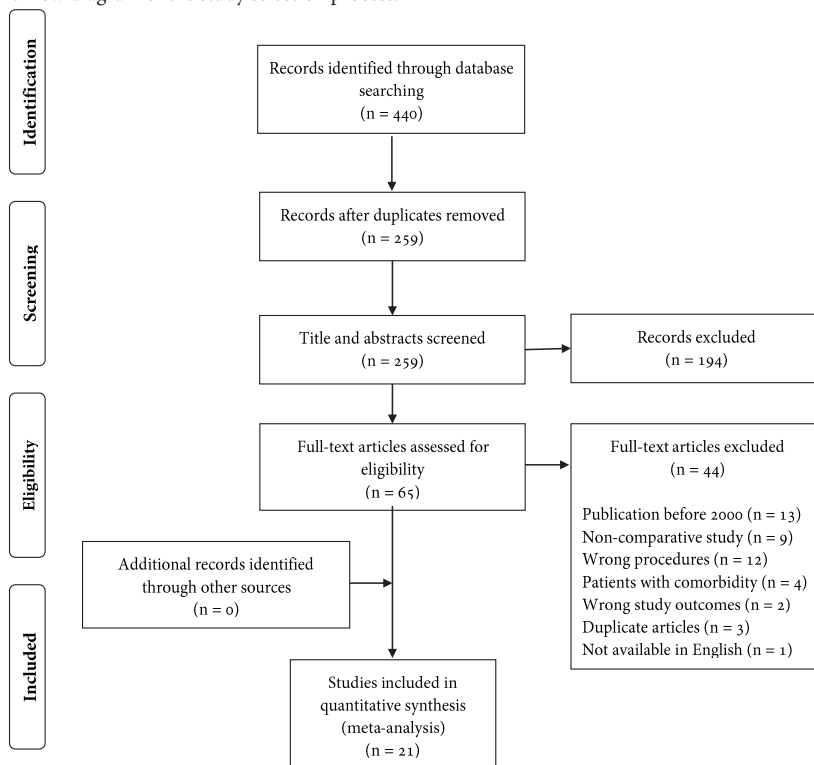 Identification
Records identified through database
searching
(n = 440)
Records after duplicates removed
(n = 259)
Screening
Title and abstracts screened
(n = 259)
Records excluded
(n = 194)
Eligibility
Full-text articles assessed for
eligibility
(n = 65)
Full-text articles excluded
(n = 44)
Publication before 2000 (n = 13)
Non-comparative study (n = 9)
Wrong procedures (n = 12)
Patients with comorbidity (n = 4)
Wrong study outcomes (n = 2)
Duplicate articles (n = 3)
Not available in English (n = 1)
Additional records identified
through other sources
(n = 0)
Included
Studies included in
quantitative synthesis
(meta-analysis)
(n = 21)